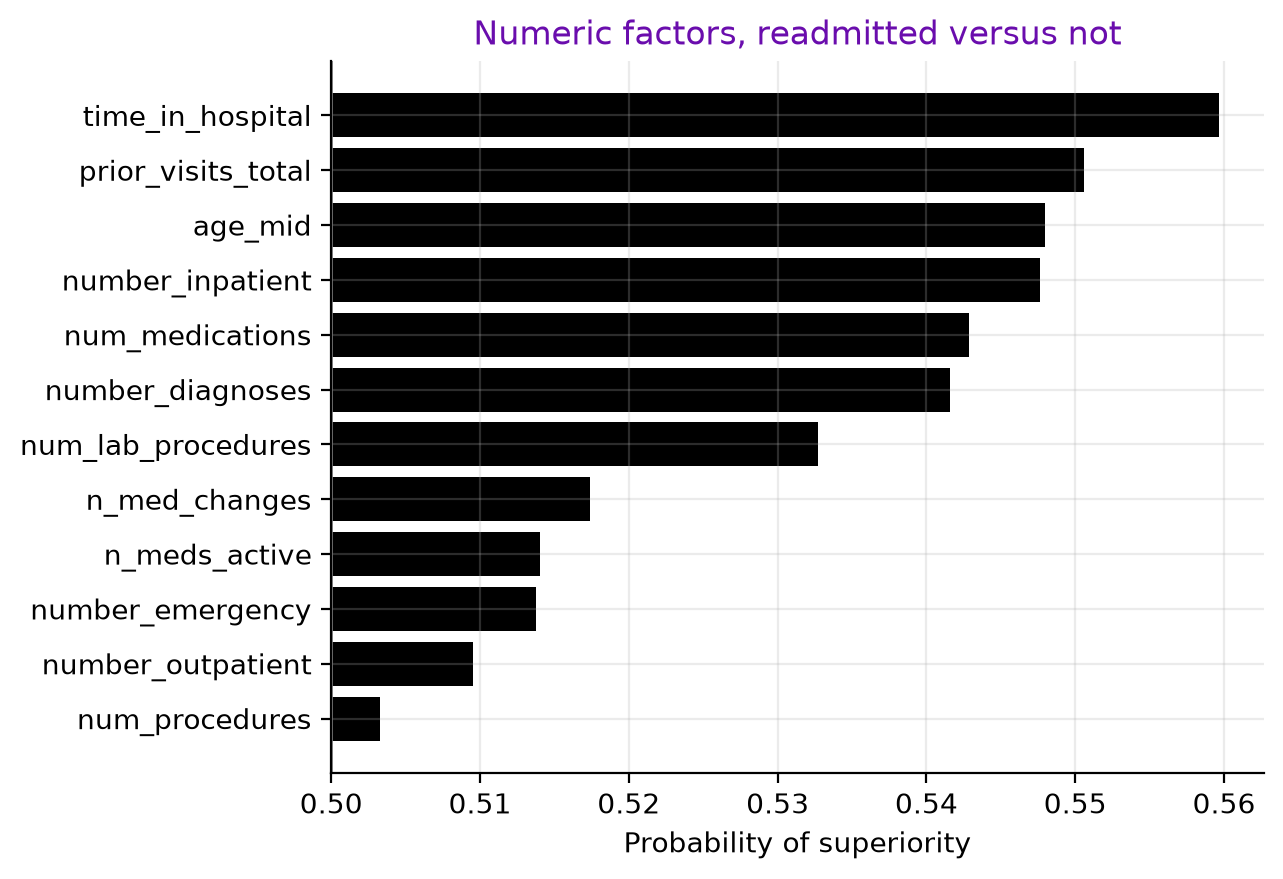 Numeric factors, readmitted versus not
time_in_hospital
prior_visits_total
age_mid
number_inpatient
num_medications
number_diagnoses
num_lab_procedures
n_med_changes
n_meds_active
number_emergency
number_outpatient
num_procedures
0.50 0.51 0.52 0.53 0.54 0.55 0.56
Probability of superiority